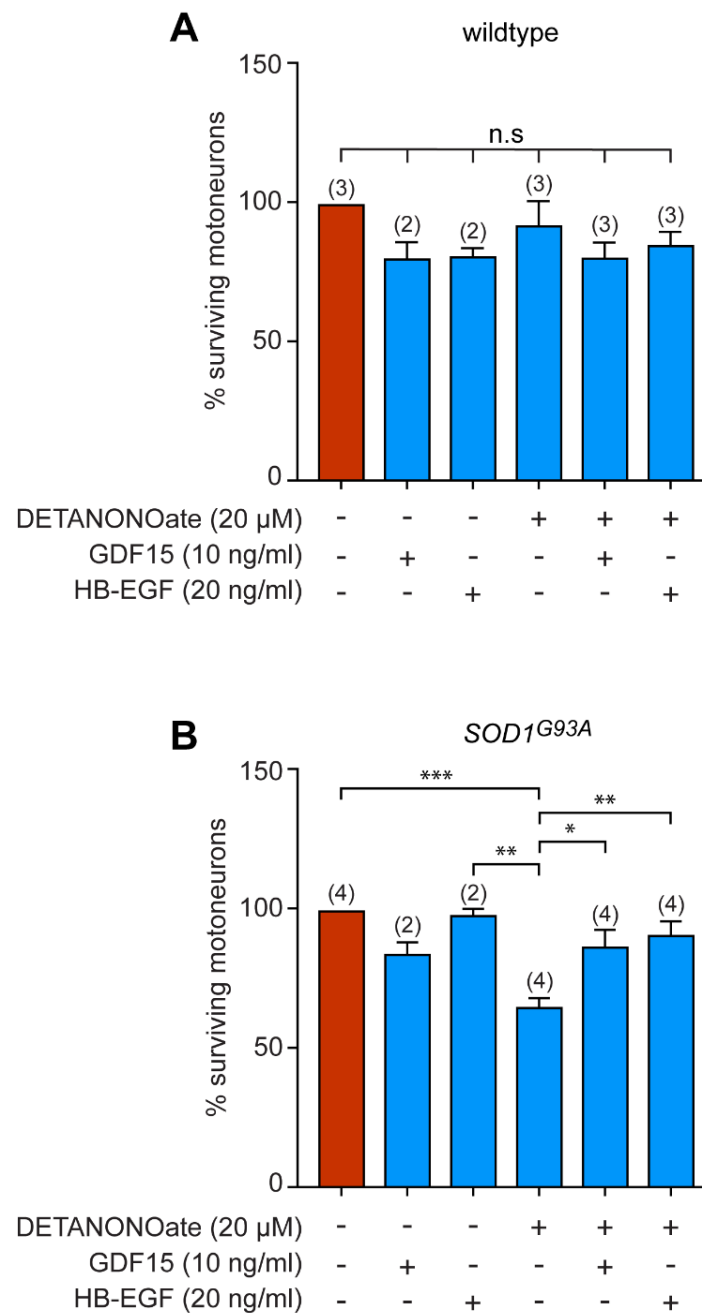 A
wildtype
150
n.s
(3)
(2)
(2)
(3)
(3)
(3)
100
50
0
% surviving motoneurons
DETANONOate (20 µM) - - - + + +
GDF15 (10 ng/ml) - + - - + -
HB-EGF (20 ng/ml) - - + - - +
B
SOD1G93A
150
***
**
**
*
(4)
(2)
(2)
(4)
(4)
(4)
100
50
0
% surviving motoneurons
DETANONOate (20 µM) - - - + + +
GDF15 (10 ng/ml) - + - - + -
HB-EGF (20 ng/ml) - - + - - +